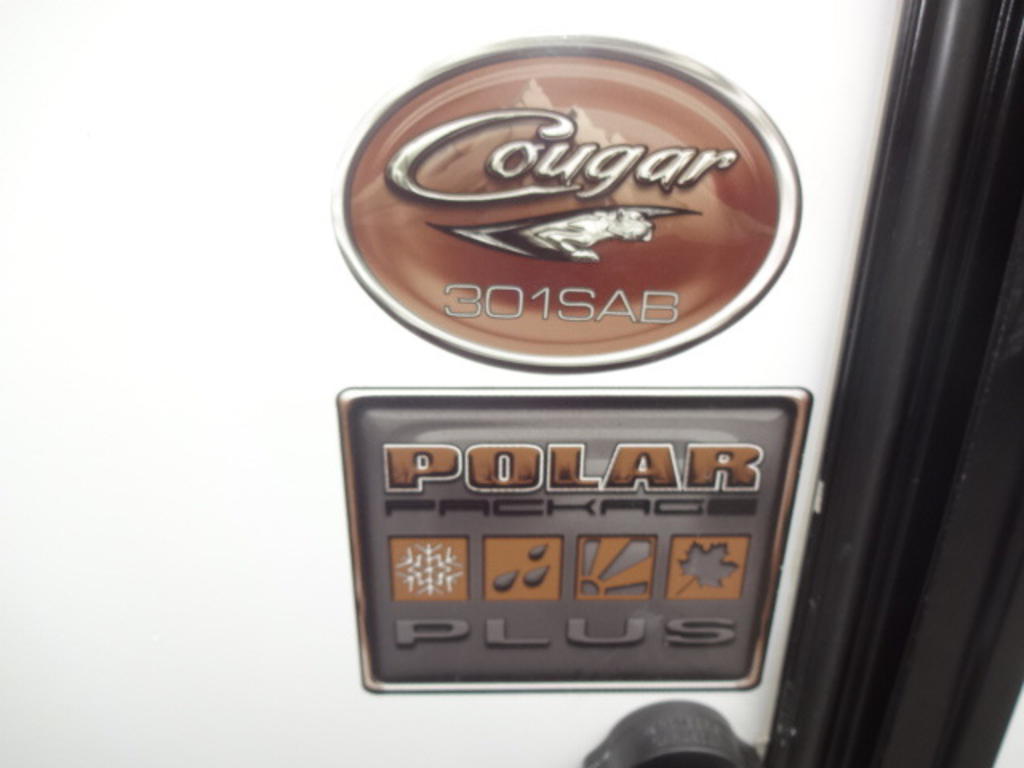 Cougar
301SAB
POLAR
PACKAGE
PLUS